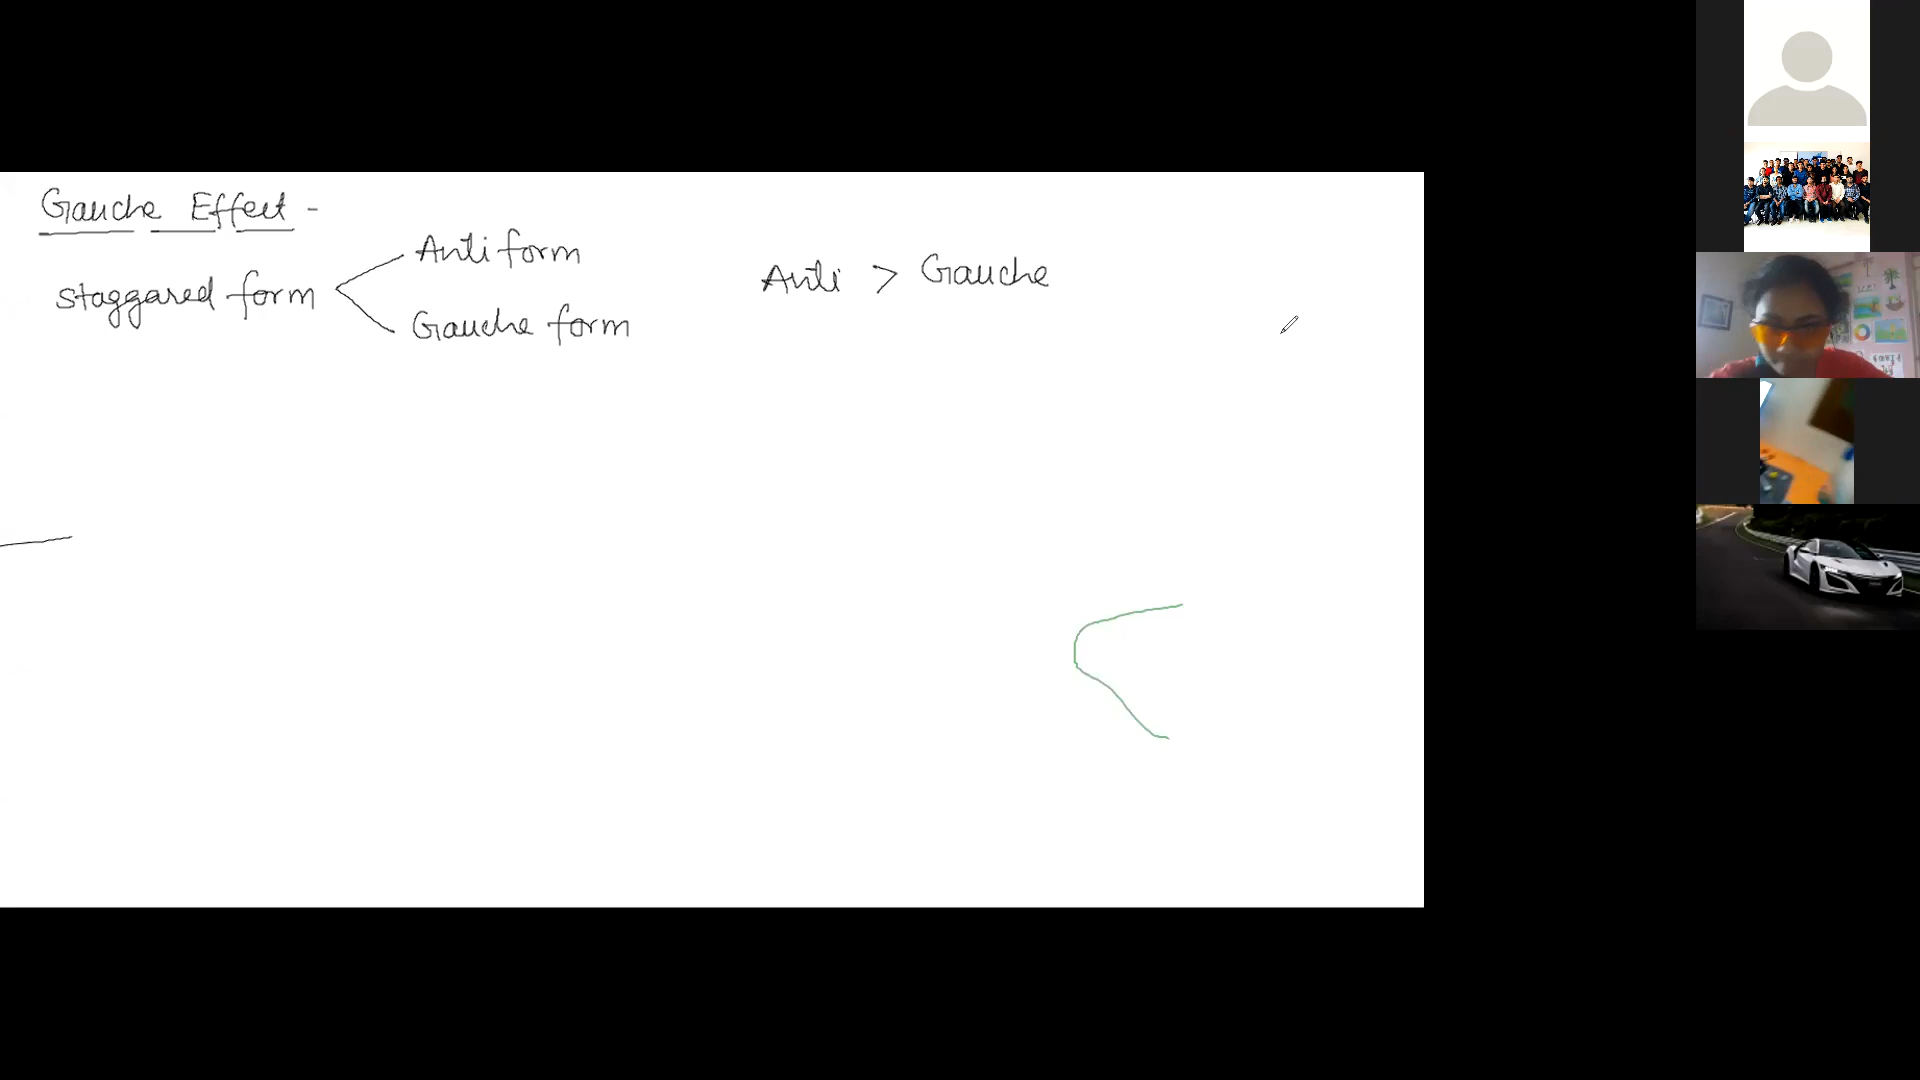 Gauche Effect -
staggared form
Anti form
Gauche form
Anti > Gauche